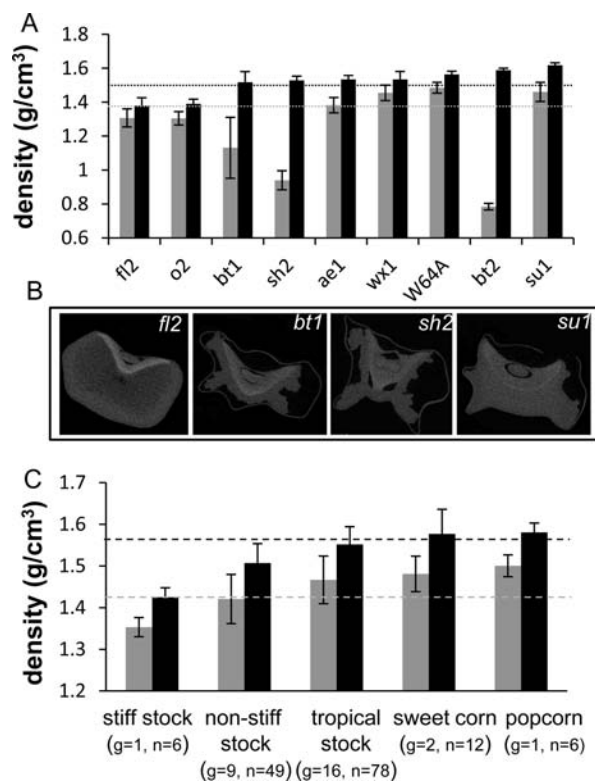 A
density (g/cm³)
1.8
1.6
1.4
1.2
1
0.8
0.6
fl2 o2 bt1 sh2 ae1 wx1 W64A bt2 su1
B
fl2 bt1 sh2 su1
C
density (g/cm³)
1.7
1.6
1.5
1.4
1.3
1.2
stiff stock non-stiff stock tropical stock sweet corn popcorn
(g=1, n=6) (g=9, n=49) (g=16, n=78) (g=2, n=12) (g=1, n=6)